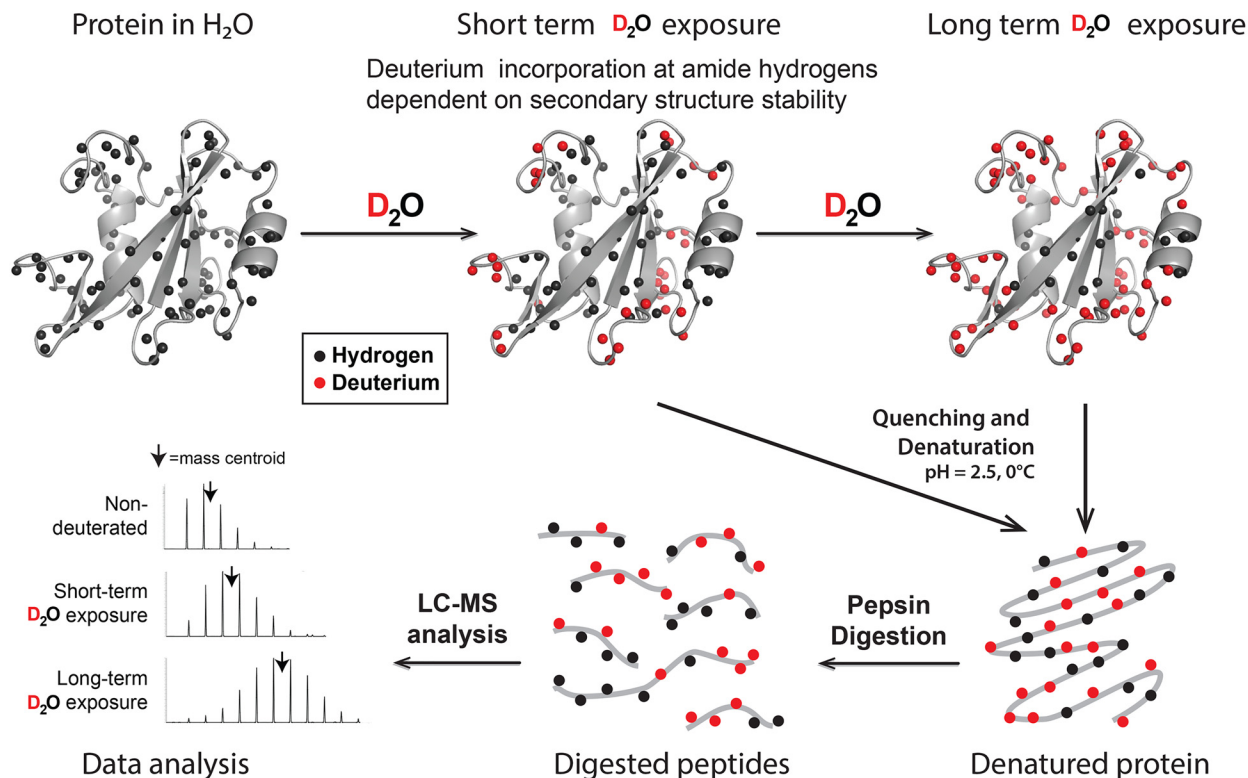 Protein in H₂O
Short term D₂O exposure
Long term D₂O exposure
Deuterium incorporation at amide hydrogens
dependent on secondary structure stability
D₂O
D₂O
Hydrogen
Deuterium
Quenching and
Denaturation
pH = 2.5, 0°C
=mass centroid
Non-
deuterated
Short-term
D₂O exposure
Long-term
D₂O exposure
LC-MS
analysis
Pepsin
Digestion
Data analysis
Digested peptides
Denatured protein